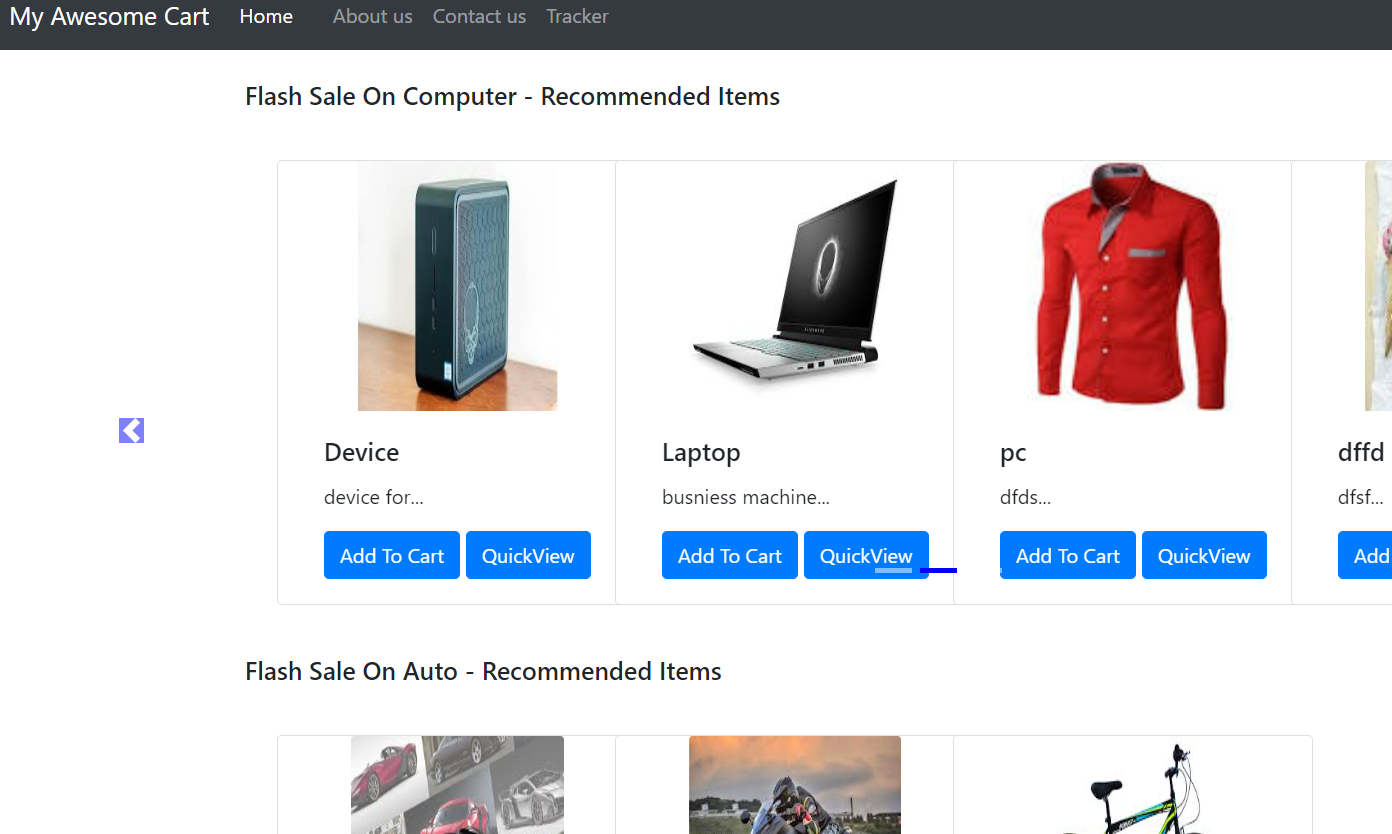 My Awesome Cart Home About us Contact us Tracker
Flash Sale On Computer - Recommended Items
Device Laptop pc dffd
device for... busniess machine... dfds... dfsf...
Add To Cart QuickView Add To Cart QuickView Add To Cart QuickView Add
Flash Sale On Auto - Recommended Items